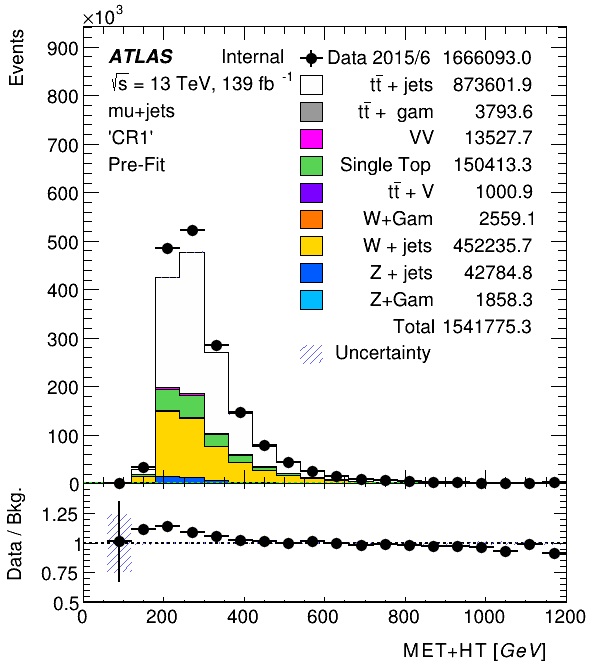 ×10³
Events
900
800
700
600
500
400
300
200
100
0
ATLAS Internal
√s = 13 TeV, 139 fb⁻¹
mu+jets
'CR1'
Pre-Fit
Data 2015/6 1666093.0
tt̄ + jets 873601.9
tt̄ + gam 3793.6
VV 13527.7
Single Top 150413.3
tt̄ + V 1000.9
W+Gam 2559.1
W + jets 452235.7
Z + jets 42784.8
Z+Gam 1858.3
Total 1541775.3
Uncertainty
Data / Bkg.
1.25
1
0.75
0.5
0 200 400 600 800 1000 1200
MET+HT [GeV]